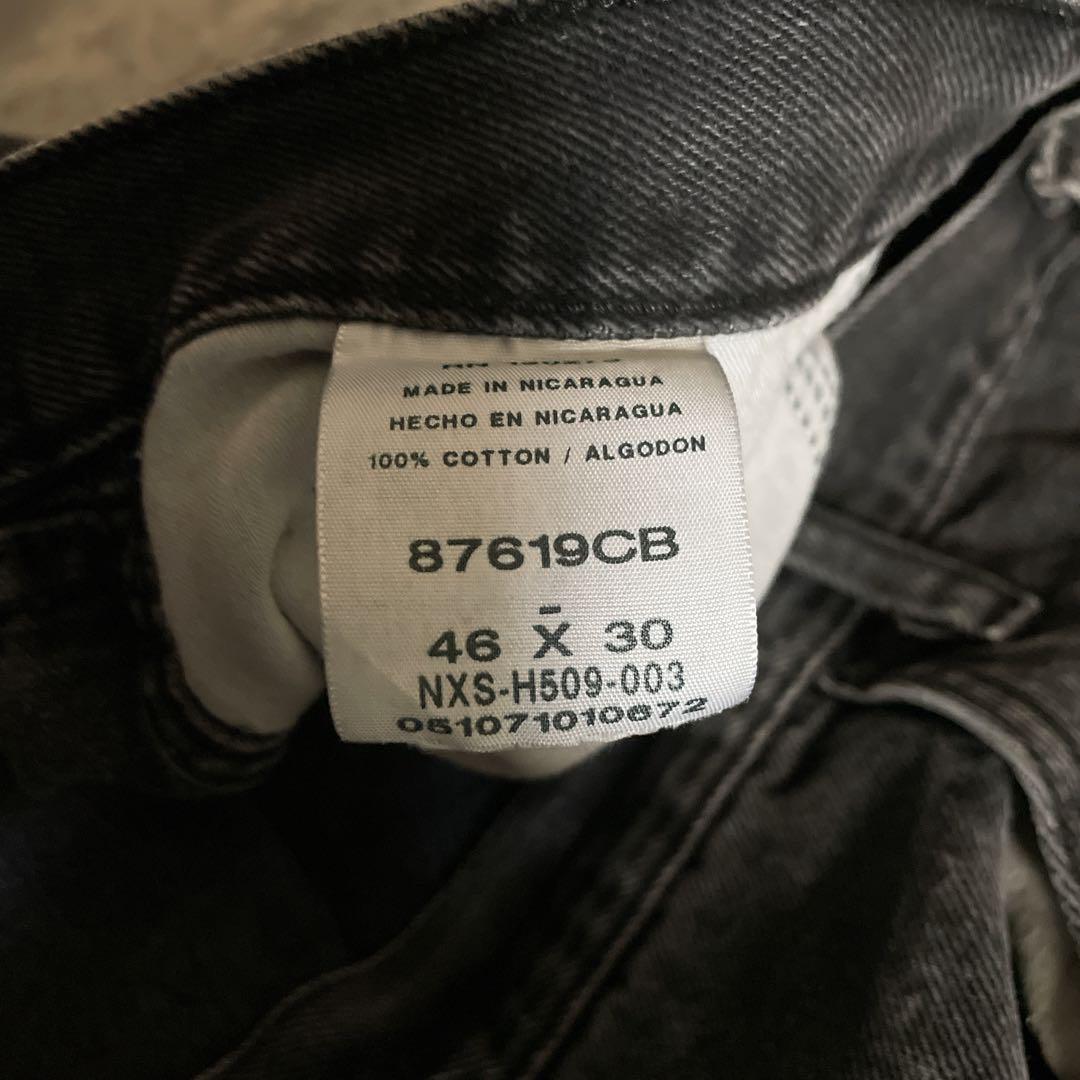 MADE IN NICARAGUA
HECHO EN NICARAGUA
100% COTTON / ALGODON
87619CB
46 X 30
NXS-H509-003
051071010672